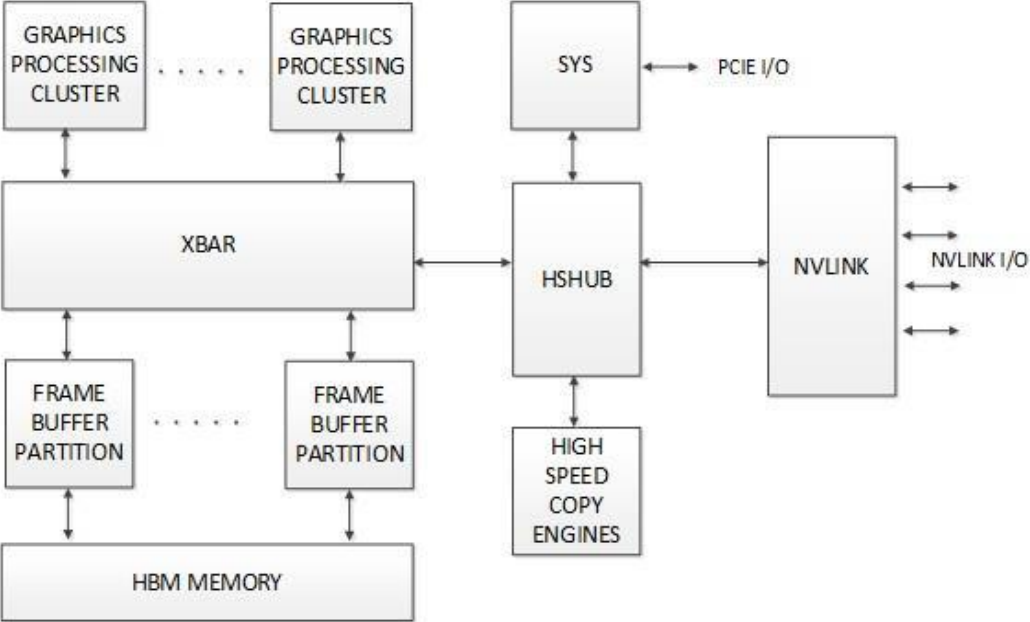 GRAPHICS
PROCESSING
CLUSTER
GRAPHICS
PROCESSING
CLUSTER
SYS
PCIE I/O
XBAR
HSHUB
NVLINK
NVLINK I/O
FRAME
BUFFER
PARTITION
FRAME
BUFFER
PARTITION
HIGH
SPEED
COPY
ENGINES
HBM MEMORY